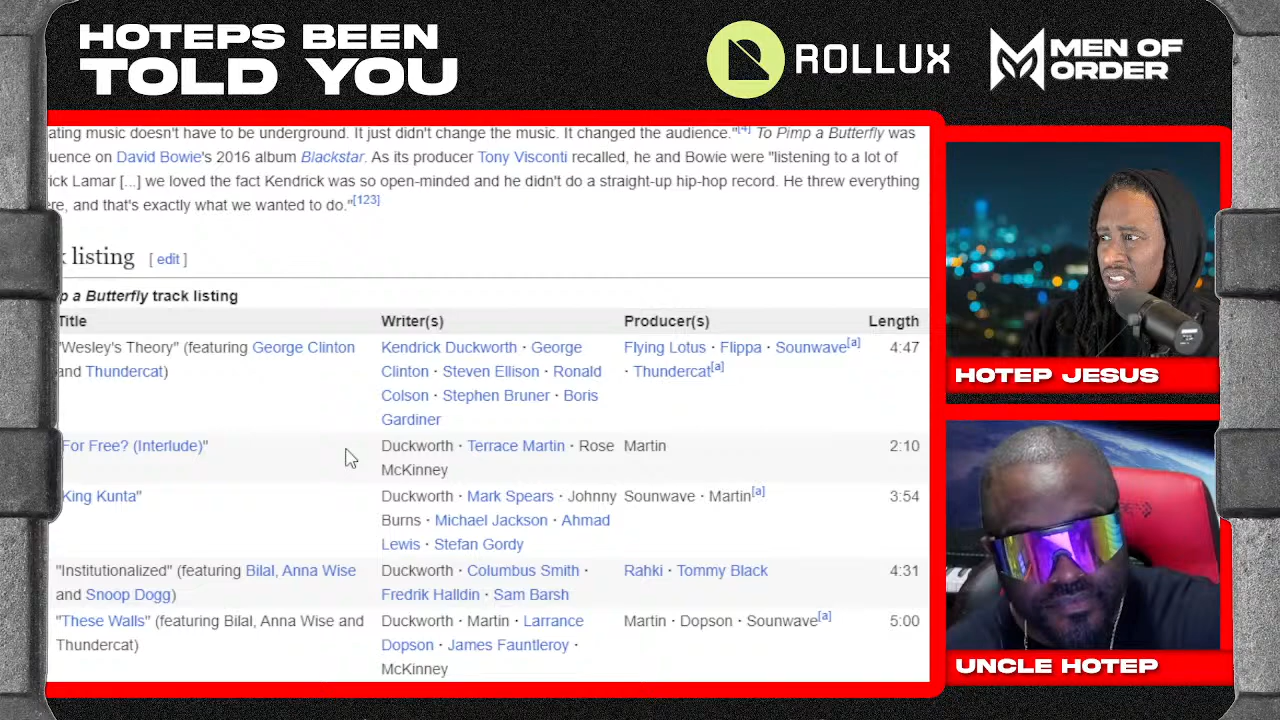 HOTEPS BEEN
TOLD YOU
ROLLUX
MEN OF
ORDER
ating music doesn't have to be underground. It just didn't change the music. It changed the audience."[4] To Pimp a Butterfly was
uence on David Bowie's 2016 album Blackstar. As its producer Tony Visconti recalled, he and Bowie were "listening to a lot of
rick Lamar [...] we loved the fact Kendrick was so open-minded and he didn't do a straight-up hip-hop record. He threw everything
ere, and that's exactly what we wanted to do."[123]
k listing [ edit ]
p a Butterfly track listing
Title Writer(s) Producer(s) Length
"Wesley's Theory" (featuring George Clinton Kendrick Duckworth · George Flying Lotus · Flippa · Sounwave[a] 4:47
and Thundercat) Clinton · Steven Ellison · Ronald · Thundercat[a]
Colson · Stephen Bruner · Boris
Gardiner
For Free? (Interlude)" Duckworth · Terrace Martin · Rose Martin 2:10
McKinney
King Kunta" Duckworth · Mark Spears · Johnny Sounwave · Martin[a] 3:54
Burns · Michael Jackson · Ahmad
Lewis · Stefan Gordy
"Institutionalized" (featuring Bilal, Anna Wise Duckworth · Columbus Smith · Rahki · Tommy Black 4:31
and Snoop Dogg) Fredrik Halldin · Sam Barsh
"These Walls" (featuring Bilal, Anna Wise and Duckworth · Martin · Larrance Martin · Dopson · Sounwave[a] 5:00
Thundercat) Dopson · James Fauntleroy ·
McKinney
HOTEP JESUS
UNCLE HOTEP